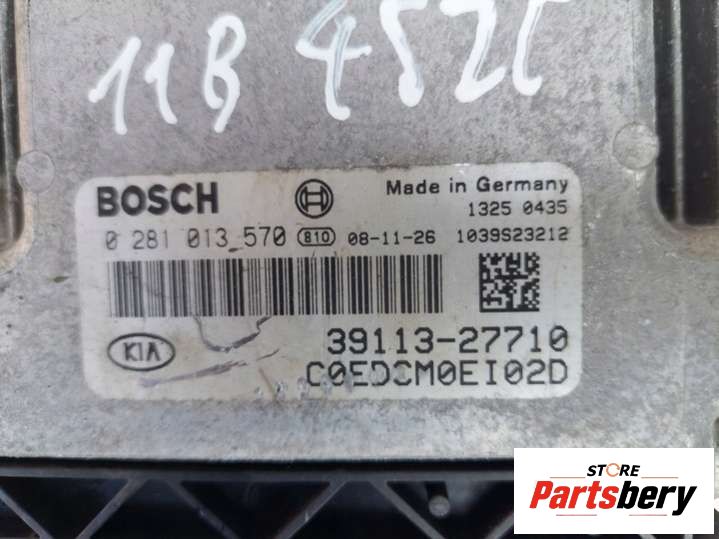 11B 452C
BOSCH
Made in Germany
1325 0435
0 281 013 570 810 08-11-26 1039S23212
KIA
39113-27710
C0EDCM0EI02D
STORE
Partsbery